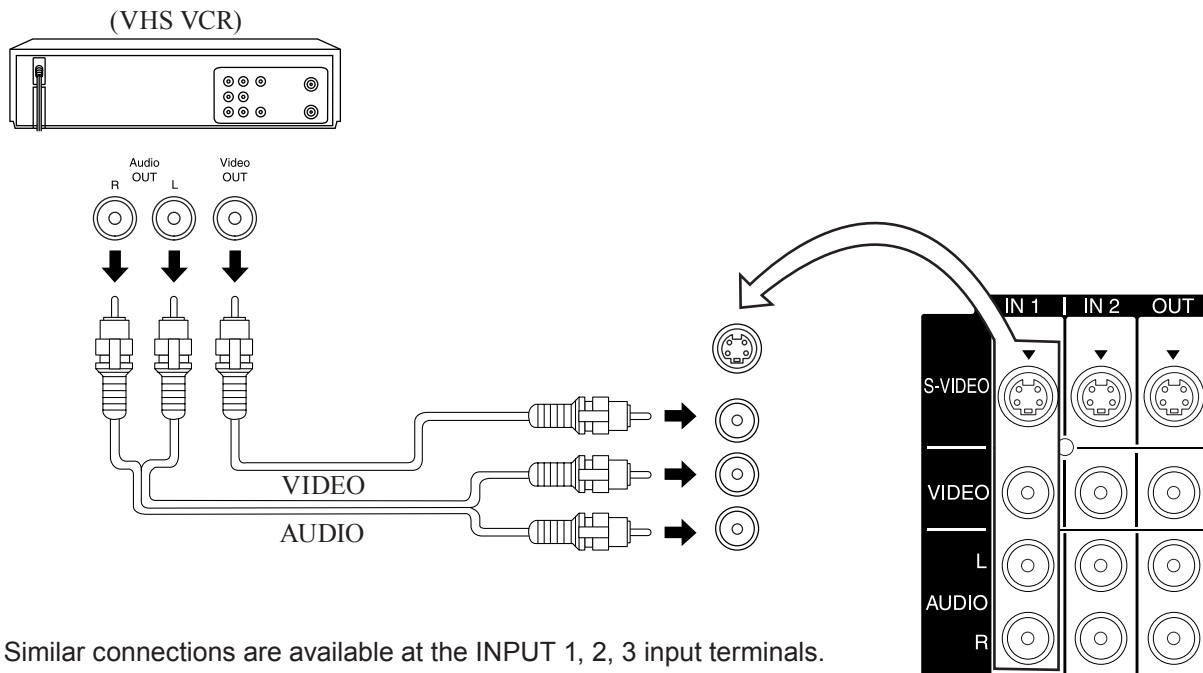 (VHS VCR)
Audio
OUT
R L
Video
OUT
VIDEO
AUDIO
IN 1 IN 2 OUT
S-VIDEO
VIDEO
L
AUDIO
R
Similar connections are available at the INPUT 1, 2, 3 input terminals.